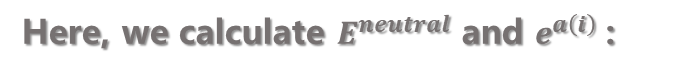 Here, we calculate $E^{neutral}$ and $e^{a(i)}$ :